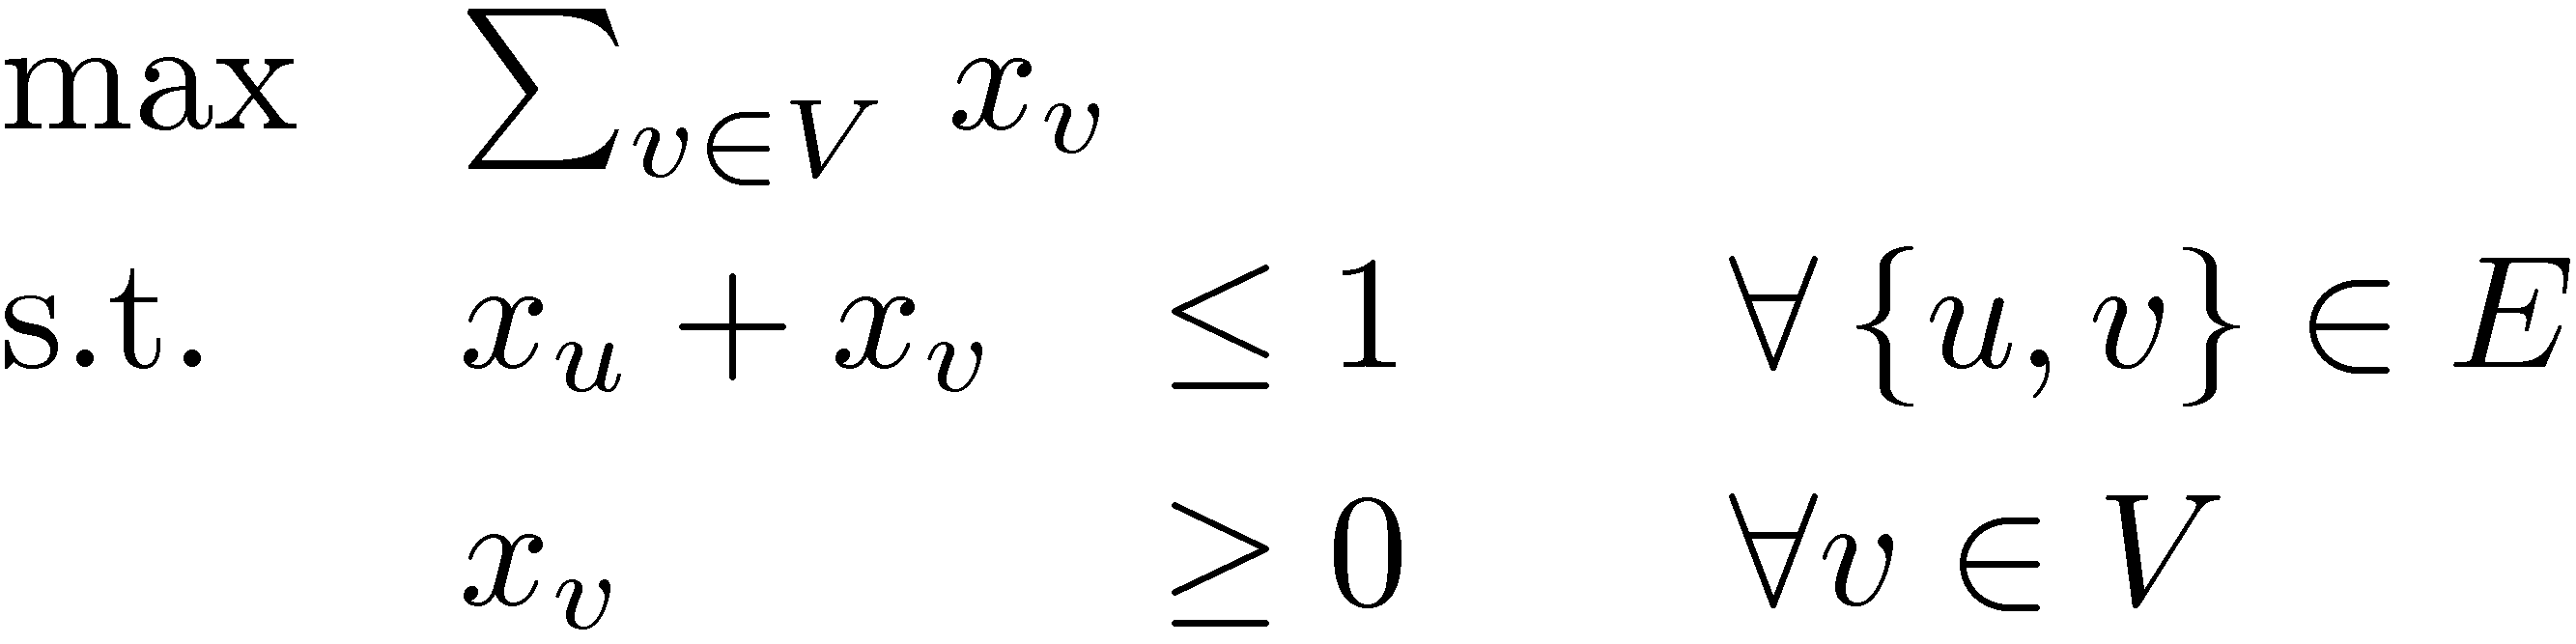 max ∑_{v∈V} x_v
s.t. x_u + x_v ≤ 1 ∀{u, v} ∈ E
x_v ≥ 0 ∀v ∈ V